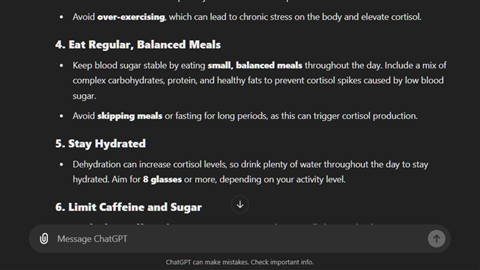 Avoid over-exercising, which can lead to chronic stress on the body and elevate cortisol.
4. Eat Regular, Balanced Meals
Keep blood sugar stable by eating small, balanced meals throughout the day. Include a mix of
complex carbohydrates, protein, and healthy fats to prevent cortisol spikes caused by low blood
sugar.
Avoid skipping meals or fasting for long periods, as this can trigger cortisol production.
5. Stay Hydrated
Dehydration can increase cortisol levels, so drink plenty of water throughout the day to stay
hydrated. Aim for 8 glasses or more, depending on your activity level.
6. Limit Caffeine and Sugar
Message ChatGPT
ChatGPT can make mistakes. Check important info.